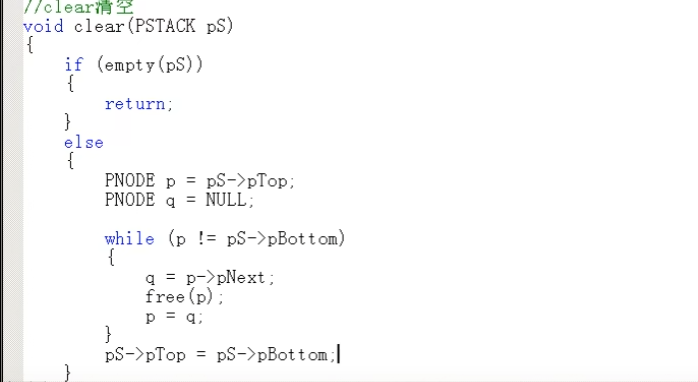 //clear清空
void clear(PSTACK pS)
{
    if (empty(pS))
    {
        return;
    }
    else
    {
        PNODE p = pS->pTop;
        PNODE q = NULL;

        while (p != pS->pBottom)
        {
            q = p->pNext;
            free(p);
            p = q;
        }
        pS->pTop = pS->pBottom;
    }